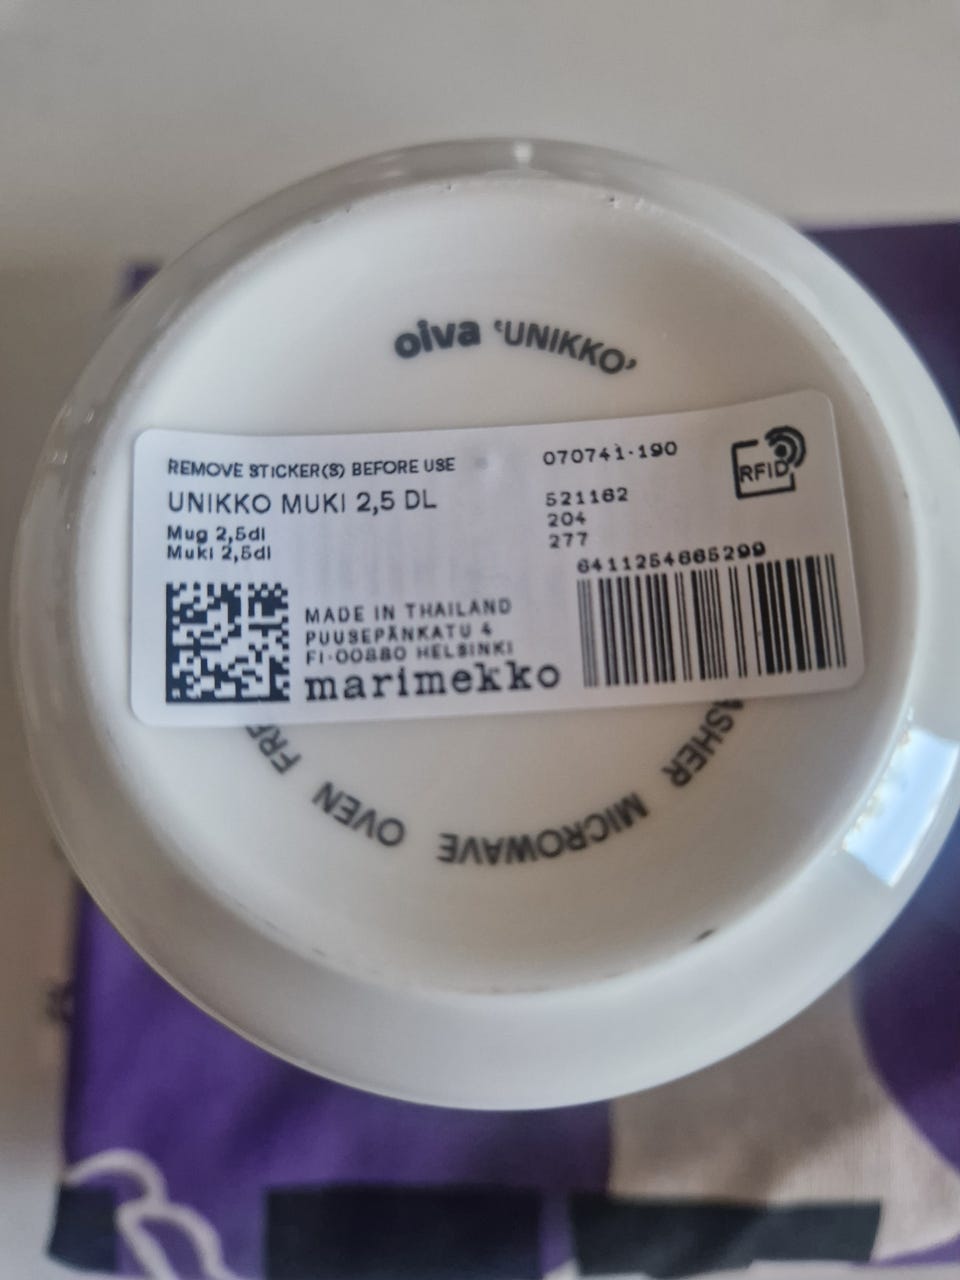 oiva ‘UNIKKO’
REMOVE STICKER(S) BEFORE USE
UNIKKO MUKI 2,5 DL
Mug 2,5dl
Muki 2,5dl
070741-190
521162
204
277
RFID
6411254665299
MADE IN THAILAND
PUUSEPÄNKATU 4
FI-00880 HELSINKI
marimekko
MICROWAVE OVEN